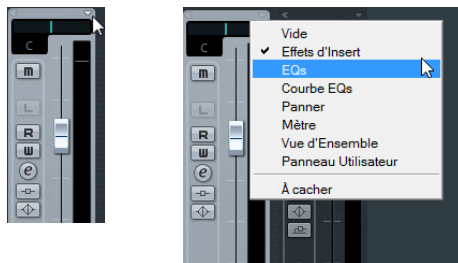 C
m
L
R
W
e
C
m
L
R
W
e
Vide
Effets d'Insert
EQs
Courbe EQs
Panner
Mètre
Vue d'Ensemble
Panneau Utilisateur
À cacher